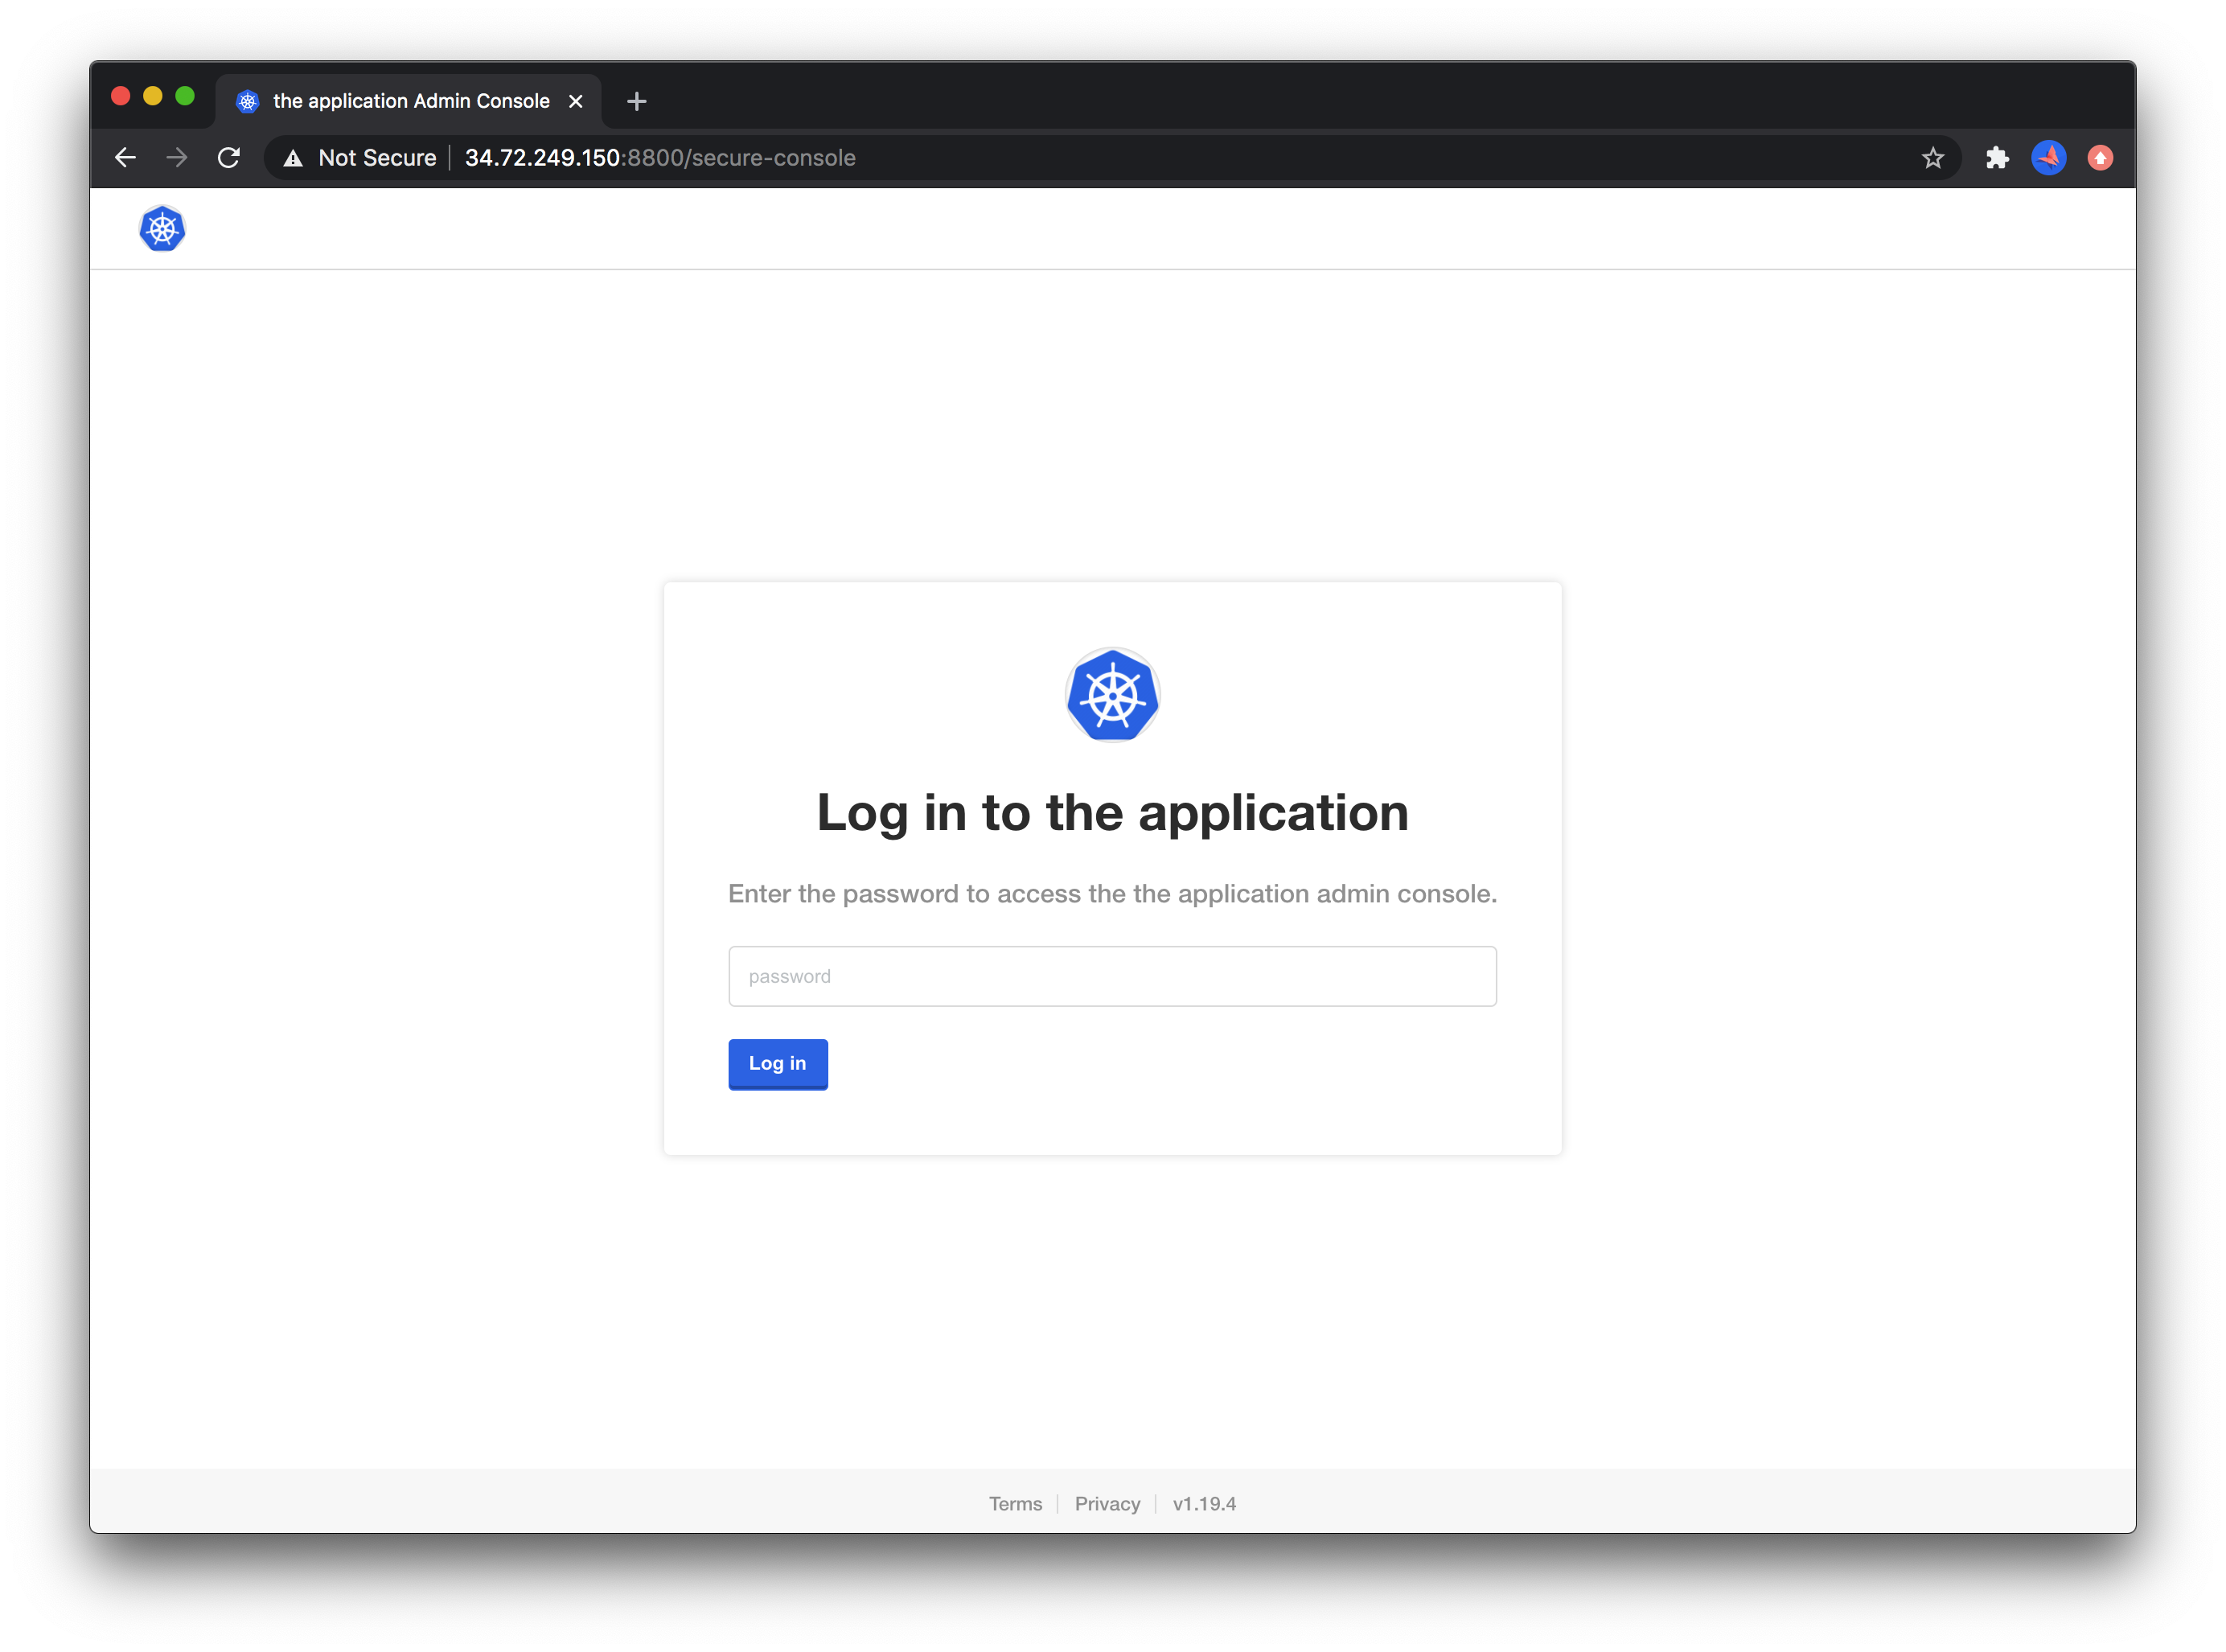 the application Admin Console
Not Secure 34.72.249.150:8800/secure-console
Log in to the application
Enter the password to access the the application admin console.
password
Log in
Terms Privacy v1.19.4